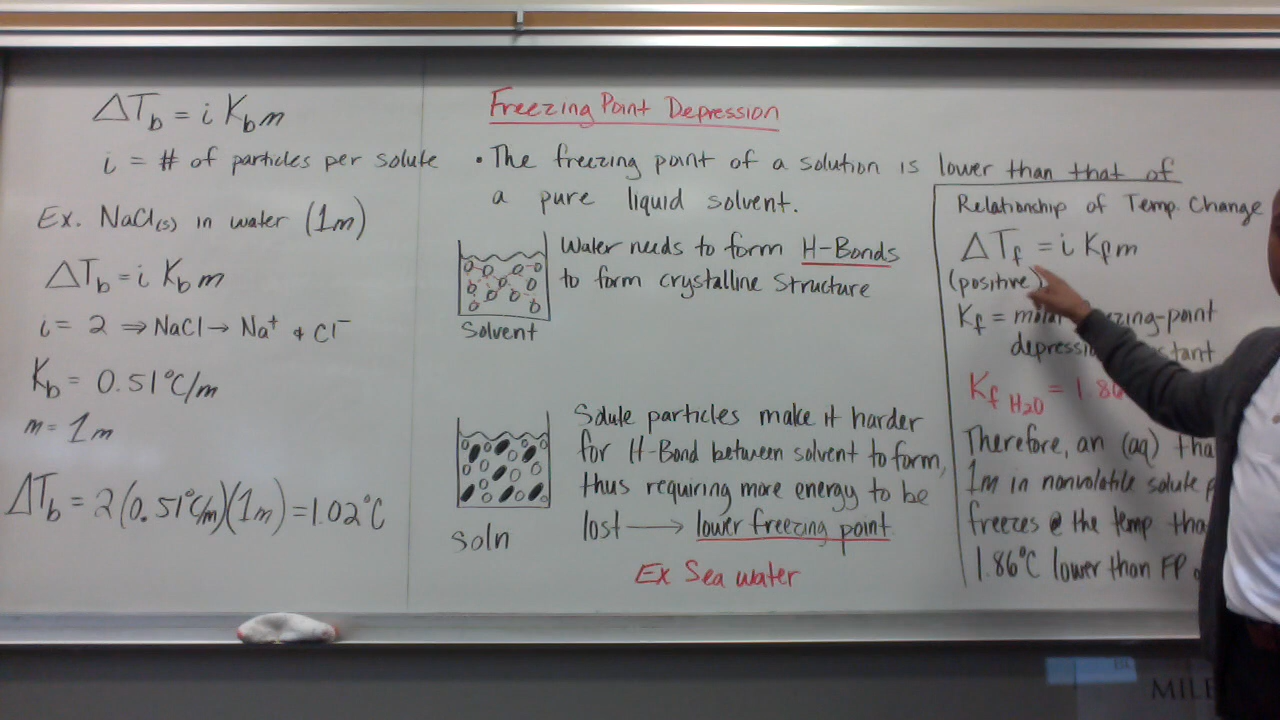 ΔT_b = i K_b m
i = # of particles per solute
Ex. NaCl(s) in water (1m)
ΔT_b = i K_b m
i = 2 ⇒ NaCl → Na⁺ + Cl⁻
K_b = 0.51°C/m
m = 1m
ΔT_b = 2(0.51°C/m)(1m) = 1.02°C
Freezing Point Depression
• The freezing point of a solution is lower than that of
a pure liquid solvent.
Water needs to form H-Bonds
to form crystalline structure
Solvent
Solute particles make it harder
for H-Bond between solvent to form,
thus requiring more energy to be
lost → lower freezing point
Soln
Ex Sea water
Relationship of Temp. Change
ΔT_f = i K_f m
(positive)
K_f = freezing-point
K_f H2O = 1.86
Therefore, an (aq)
1m in nonvolatile solute
freezes @ the temp
1.86°C lower than FP
MILE